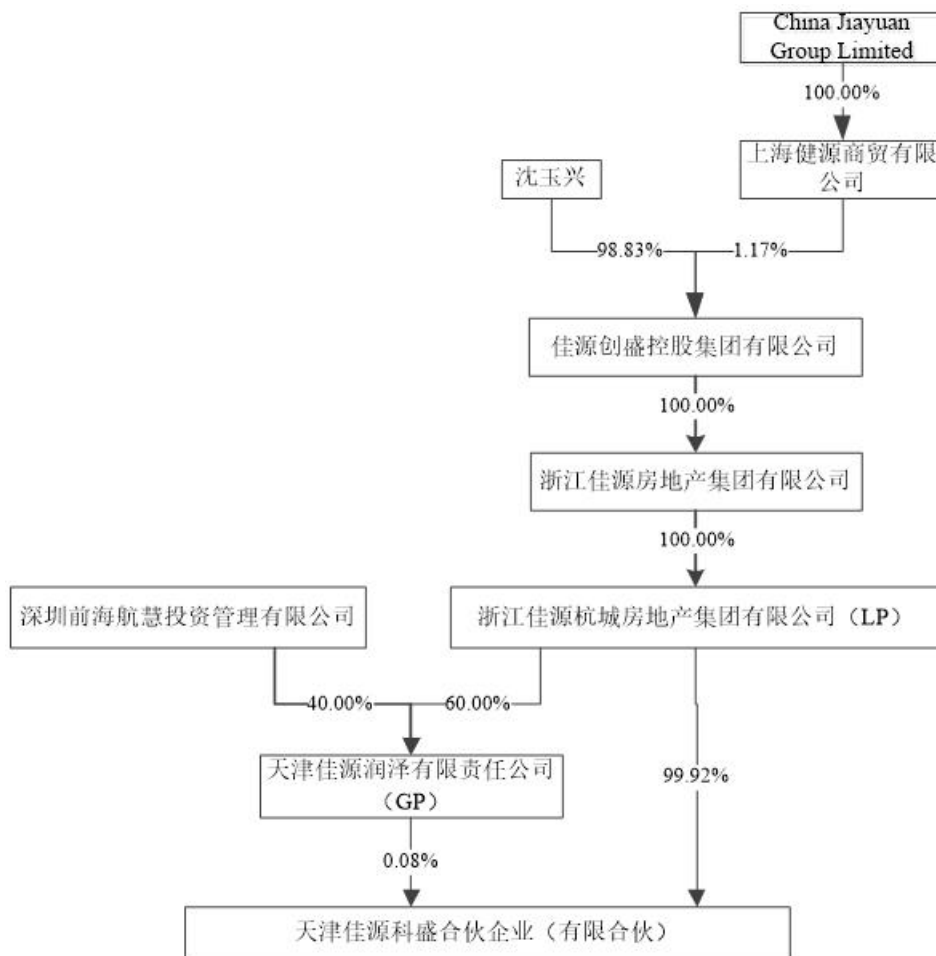 China Jiayuan
Group Limited
100.00%
上海健源商贸有限
公司
沈玉兴
98.83%
1.17%
佳源创盛控股集团有限公司
100.00%
浙江佳源房地产集团有限公司
100.00%
深圳前海航慧投资管理有限公司
浙江佳源杭城房地产集团有限公司（LP）
40.00%
60.00%
天津佳源润泽有限责任公司
（GP）
99.92%
0.08%
天津佳源科盛合伙企业（有限合伙）